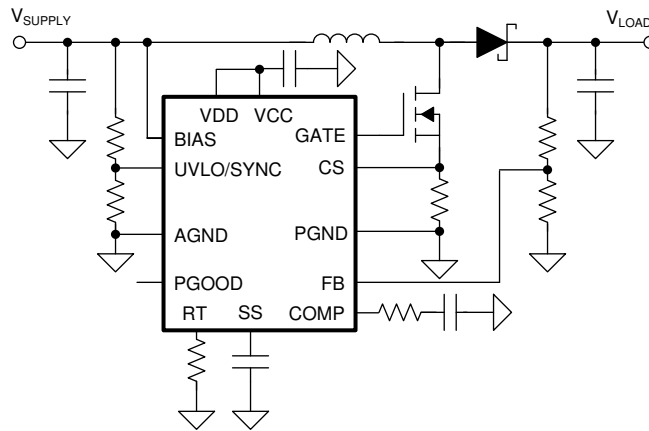 VSUPPLY
VLOAD
VDD VCC
BIAS
GATE
UVLO/SYNC
CS
AGND
PGND
PGOOD
FB
RT
SS
COMP